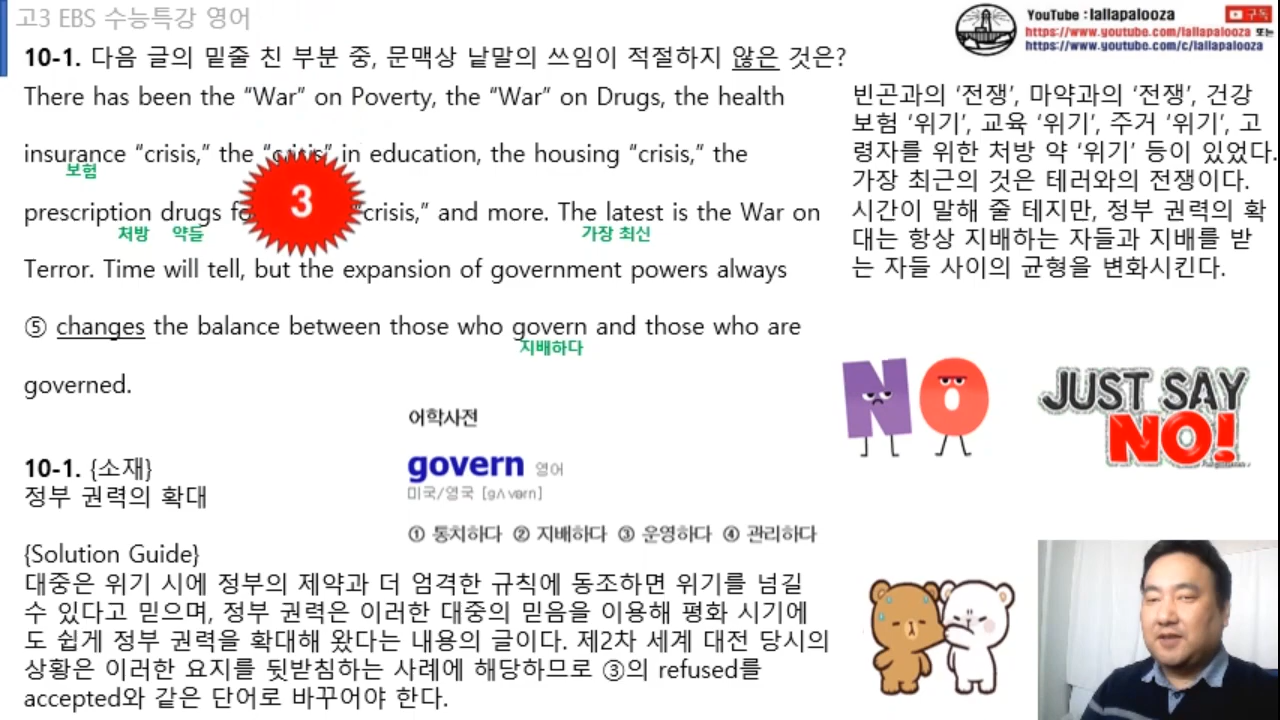 고3 EBS 수능특강 영어
YouTube : lallapalooza
구독
https://www.youtube.com/lallapalooza 또는
https://www.youtube.com/c/lallapalooza
10-1. 다음 글의 밑줄 친 부분 중, 문맥상 낱말의 쓰임이 적절하지 않은 것은?
There has been the “War” on Poverty, the “War” on Drugs, the health
insurance “crisis,” the “crisis” in education, the housing “crisis,” the
보험
3
prescription drugs “crisis,” and more. The latest is the War on
처방 약들 가장 최신
Terror. Time will tell, but the expansion of government powers always
⑤ changes the balance between those who govern and those who are
지배하다
governed.
빈곤과의 ‘전쟁’, 마약과의 ‘전쟁’, 건강
보험 ‘위기’, 교육 ‘위기’, 주거 ‘위기’, 고
령자를 위한 처방 약 ‘위기’ 등이 있었다.
가장 최근의 것은 테러와의 전쟁이다.
시간이 말해 줄 테지만, 정부 권력의 확
대는 항상 지배하는 자들과 지배를 받
는 자들 사이의 균형을 변화시킨다.
NO
JUST SAY
NO!
어학사전
govern 영어
미국/영국 [gʌvərn]
① 통치하다 ② 지배하다 ③ 운영하다 ④ 관리하다
10-1. {소재}
정부 권력의 확대
{Solution Guide}
대중은 위기 시에 정부의 제약과 더 엄격한 규칙에 동조하면 위기를 넘길
수 있다고 믿으며, 정부 권력은 이러한 대중의 믿음을 이용해 평화 시기에
도 쉽게 정부 권력을 확대해 왔다는 내용의 글이다. 제2차 세계 대전 당시의
상황은 이러한 요지를 뒷받침하는 사례에 해당하므로 ③의 refused를
accepted와 같은 단어로 바꾸어야 한다.